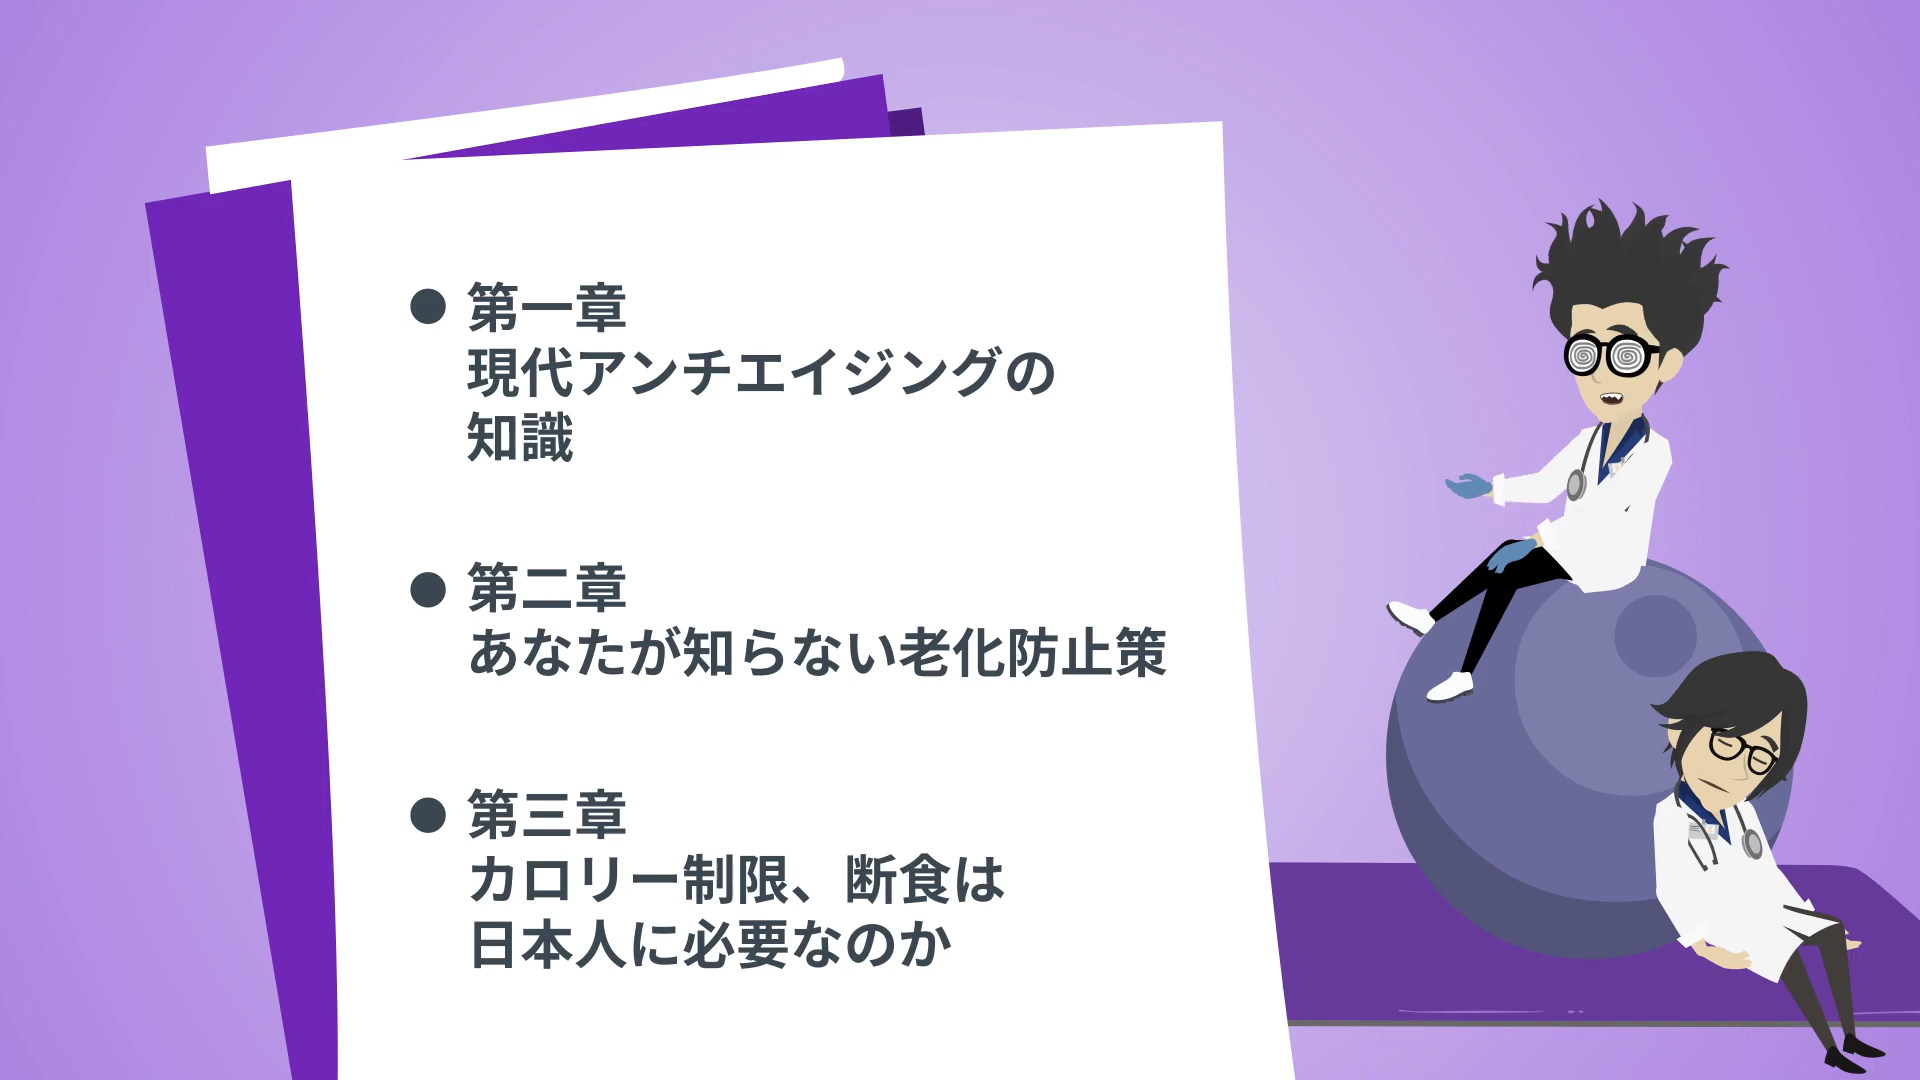 第一章
現代アンチエイジングの
知識
第二章
あなたが知らない老化防止策
第三章
カロリー制限、断食は
日本人に必要なのか